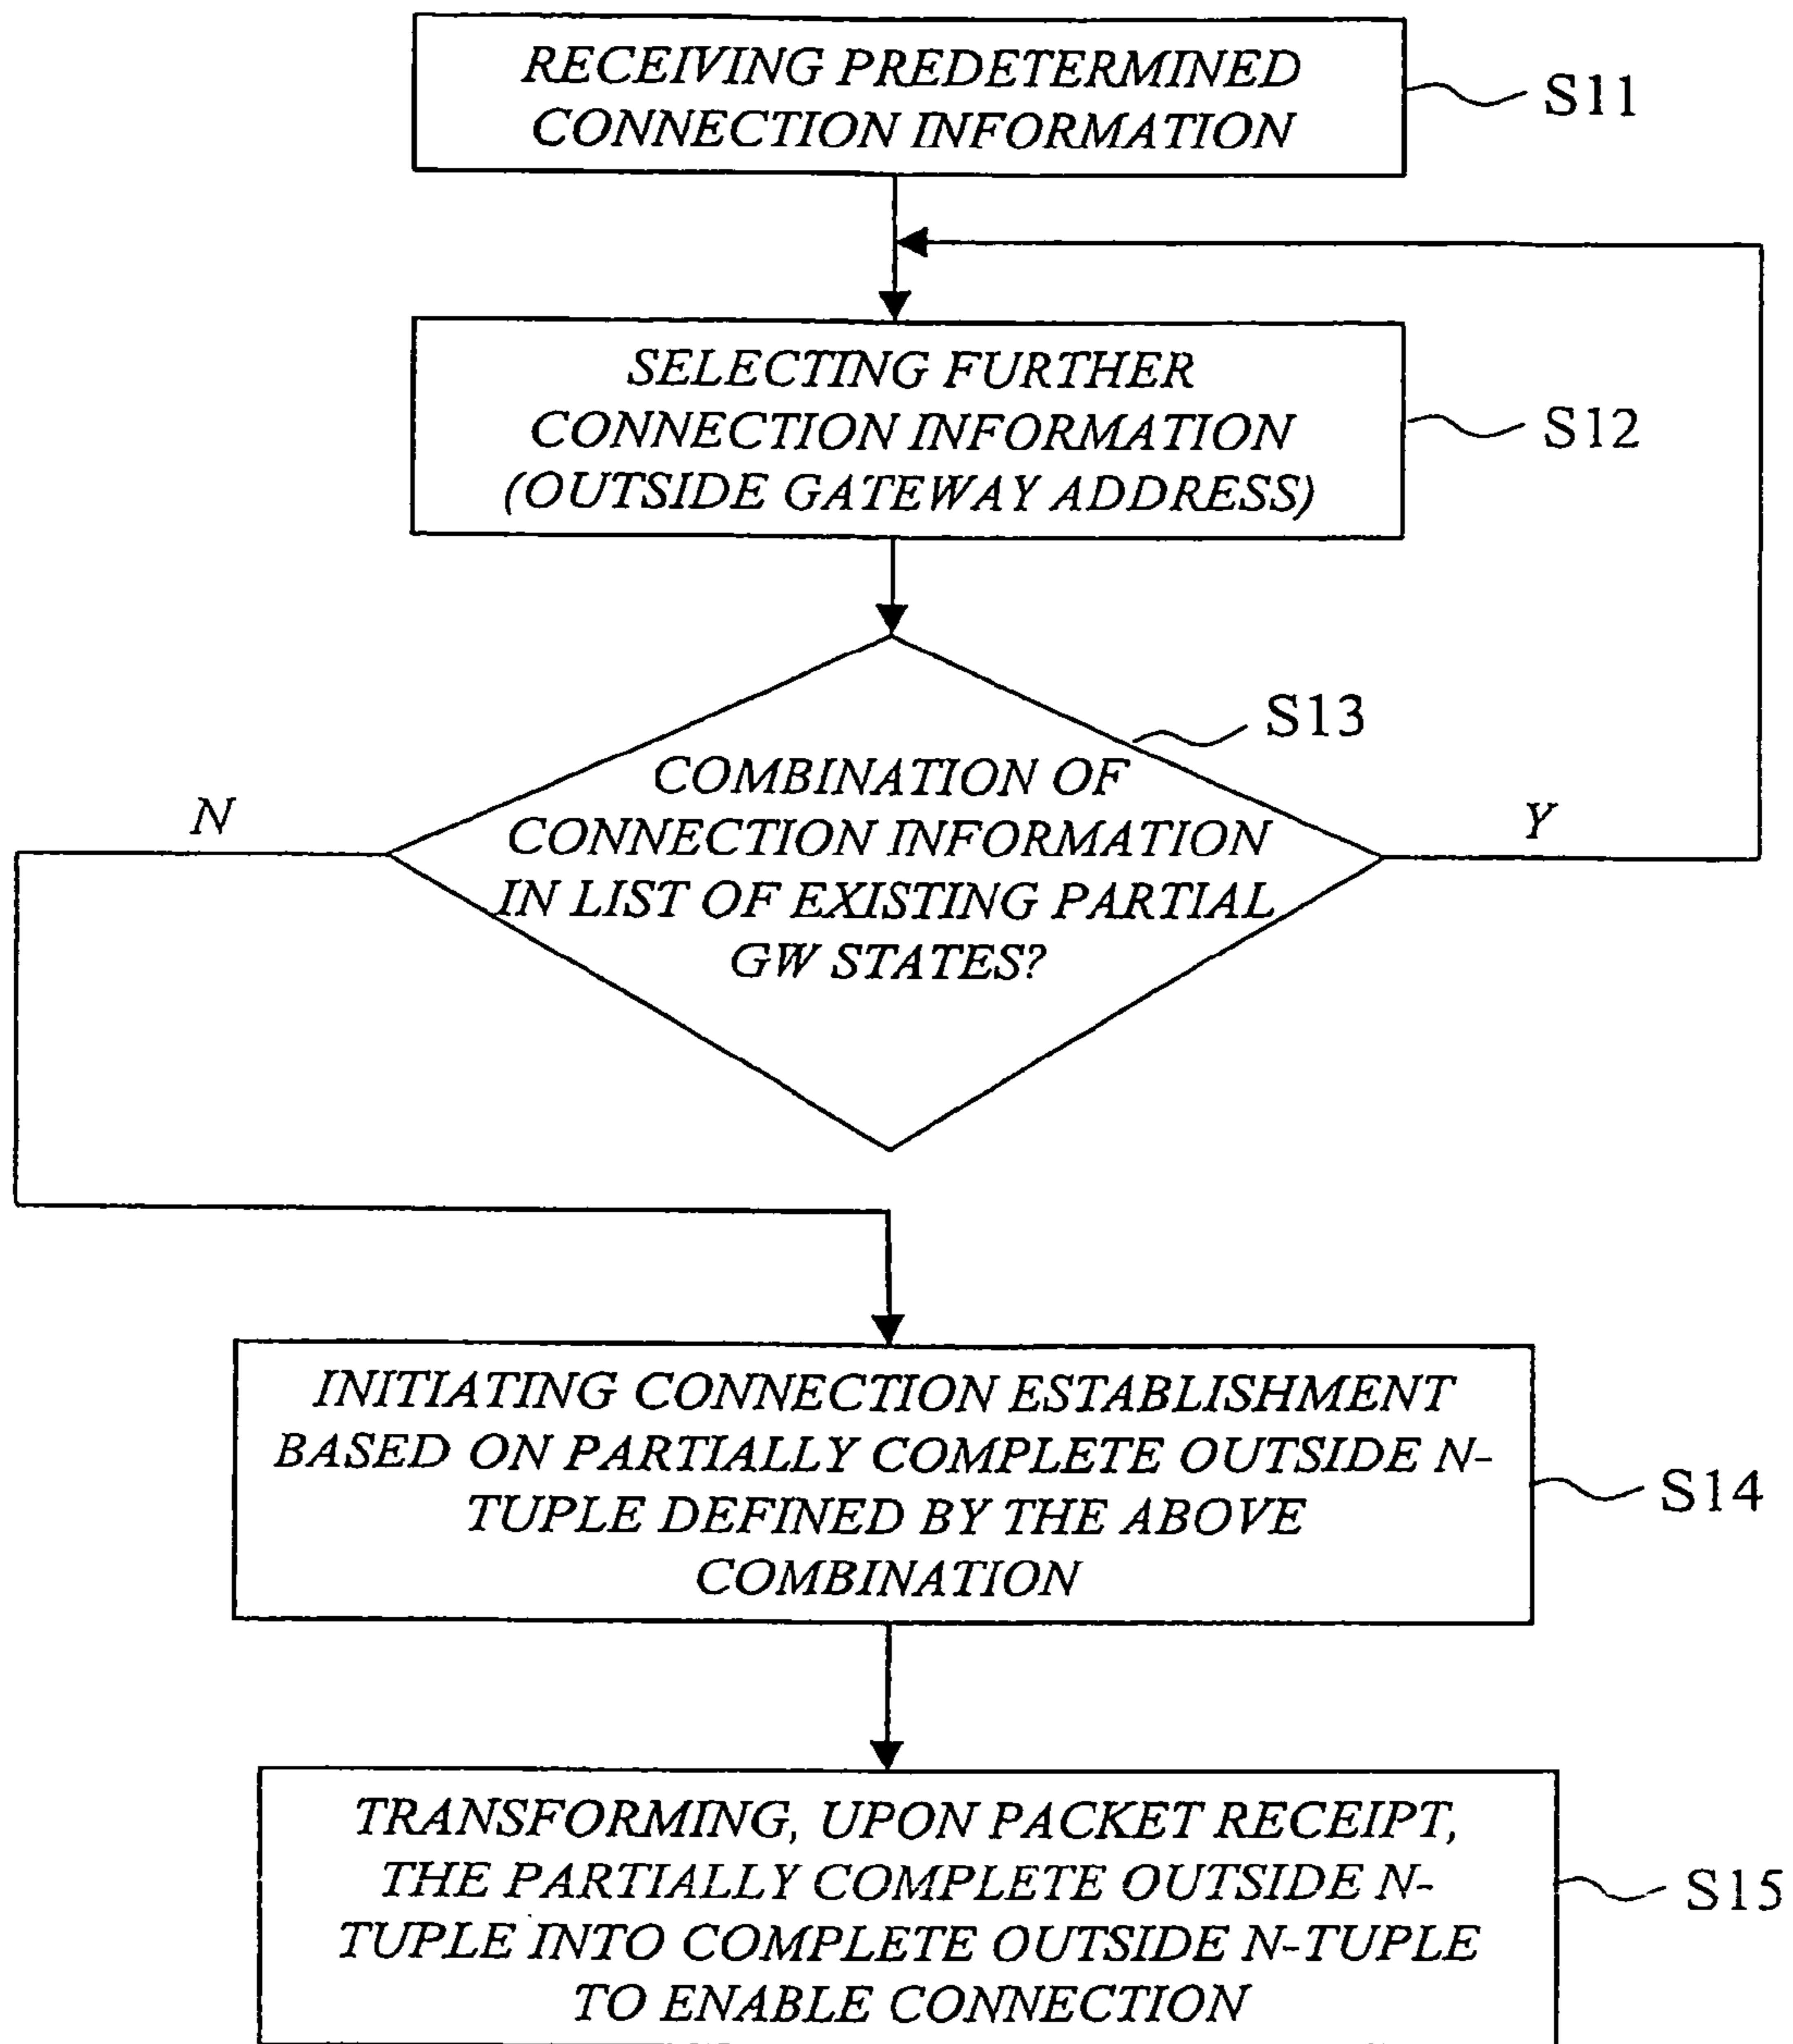 RECEIVING PREDETERMINED
CONNECTION INFORMATION
S11
SELECTING FURTHER
CONNECTION INFORMATION
(OUTSIDE GATEWAY ADDRESS)
S12
S13
COMBINATION OF
CONNECTION INFORMATION
IN LIST OF EXISTING PARTIAL
GW STATES?
N
Y
INITIATING CONNECTION ESTABLISHMENT
BASED ON PARTIALLY COMPLETE OUTSIDE N-
TUPLE DEFINED BY THE ABOVE
COMBINATION
S14
TRANSFORMING, UPON PACKET RECEIPT,
THE PARTIALLY COMPLETE OUTSIDE N-
TUPLE INTO COMPLETE OUTSIDE N-TUPLE
TO ENABLE CONNECTION
S15